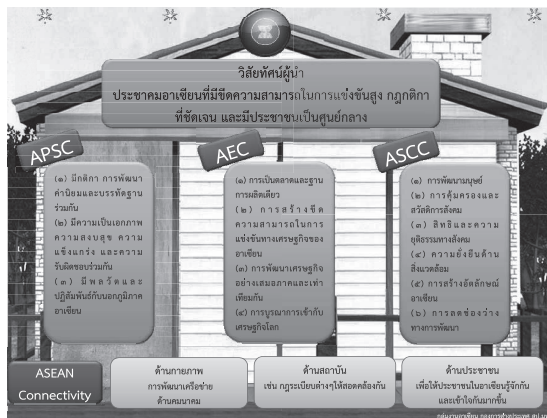 วิสัยทัศน์ผู้นำ
ประชาคมอาเซียนที่มีขีดความสามารถในการแข่งขันสูง กฎกติกา
ที่ชัดเจน และมีประชาชนเป็นศูนย์กลาง
APSC
(๑) มีกติกา การพัฒนา
ค่านิยมและบรรทัดฐาน
ร่วมกัน
(๒) มีความเป็นเอกภาพ
ความสงบสุข ความ
แข็งแกร่ง และความ
รับผิดชอบร่วมกัน
(๓) มีพลวัตและ
ปฏิสัมพันธ์กับนอกภูมิภาค
อาเซียน
AEC
(๑) การเป็นตลาดและฐาน
การผลิตเดียว
(๒) การสร้างขีด
ความสามารถในการ
แข่งขันทางเศรษฐกิจของ
อาเซียน
(๓) การพัฒนาเศรษฐกิจ
อย่างเสมอภาคและเท่า
เทียมกัน
(๔) การบูรณาการเข้ากับ
เศรษฐกิจโลก
ASCC
(๑) การพัฒนามนุษย์
(๒) การคุ้มครองและ
สวัสดิการสังคม
(๓) สิทธิและความ
ยุติธรรมทางสังคม
(๔) ความยั่งยืนด้าน
สิ่งแวดล้อม
(๕) การสร้างอัตลักษณ์
อาเซียน
(๖) การลดช่องว่าง
ทางการพัฒนา
ASEAN
Connectivity
ด้านกายภาพ
การพัฒนาเครือข่าย
ด้านคมนาคม
ด้านสถาบัน
เช่น กฎระเบียบต่างๆให้สอดคล้องกัน
ด้านประชาชน
เพื่อให้ประชาชนในอาเซียนรู้จักกัน
และเข้าใจกันมากขึ้น
กลุ่มงานอาเซียน กองการต่างประเทศ สป.